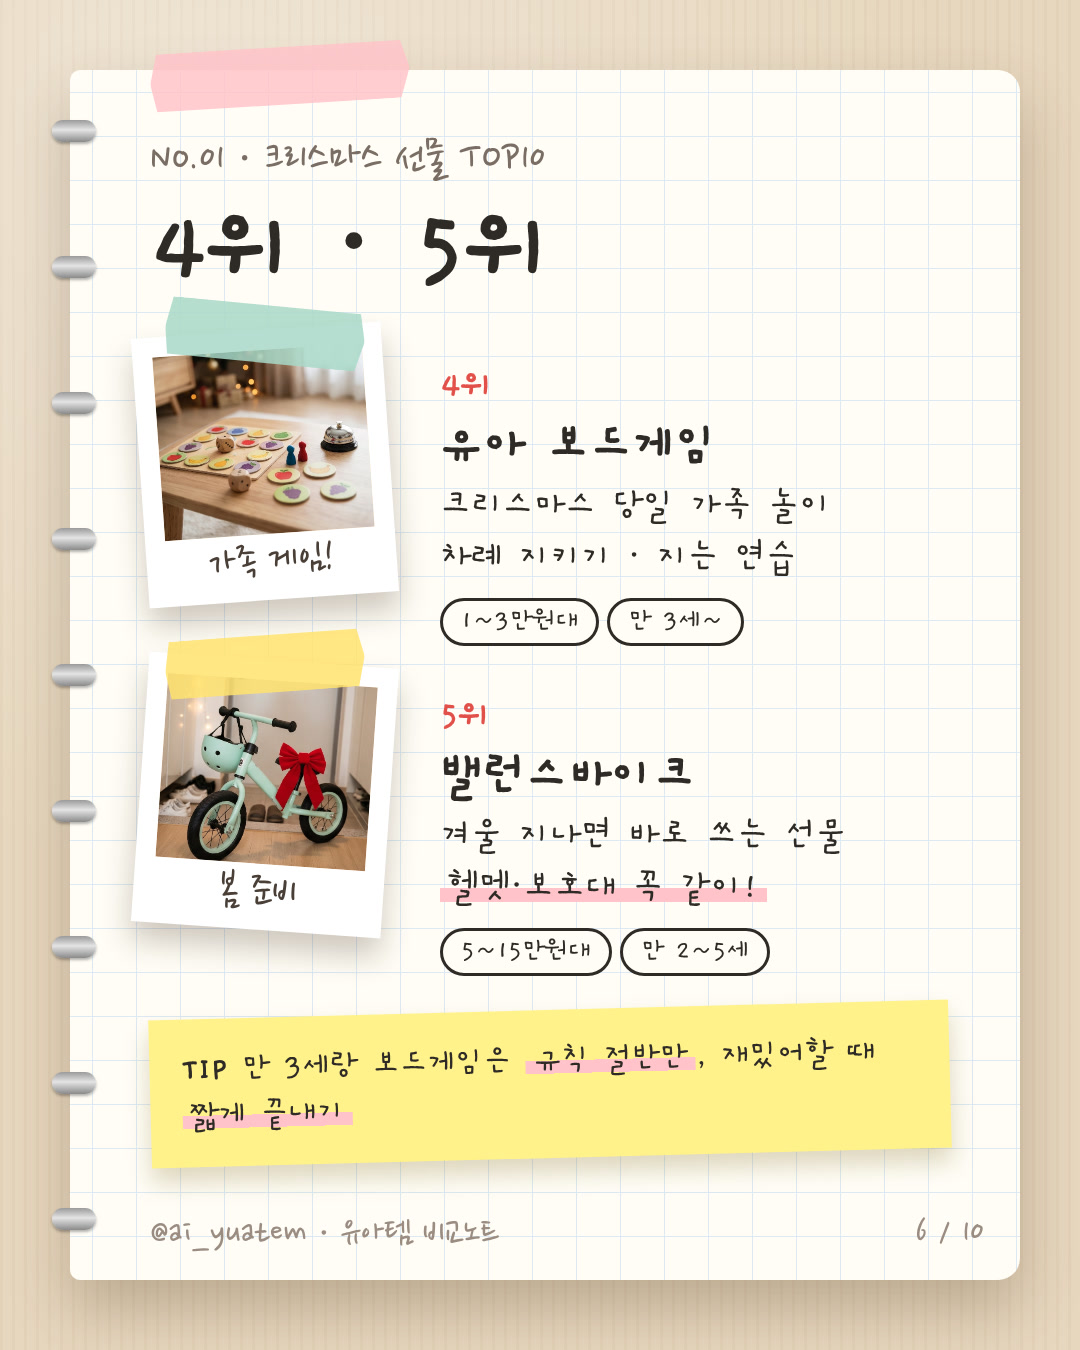 NO.01 · 크리스마스 선물 TOP10
4위 · 5위
가족 게임!
4위
유아 보드게임
크리스마스 당일 가족 놀이
차례 지키기 · 지는 연습
1~3만원대 만 3세~
봄 준비
5위
밸런스바이크
겨울 지나면 바로 쓰는 선물
헬멧·보호대 꼭 같이!
5~15만원대 만 2~5세
TIP 만 3세랑 보드게임은 규칙 절반만, 재밌어할 때
짧게 끝내기
@ai_yuatem · 유아템 비교노트
6 / 10